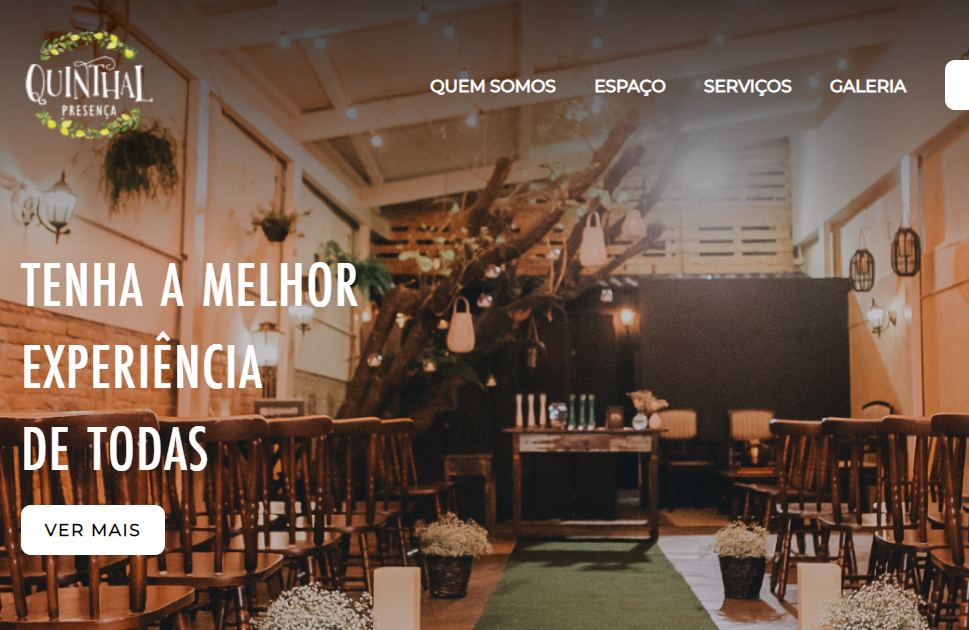 QUINTHAL
PRESENÇA
QUEM SOMOS
ESPAÇO
SERVIÇOS
GALERIA
TENHA A MELHOR
EXPERIÊNCIA
DE TODAS
VER MAIS